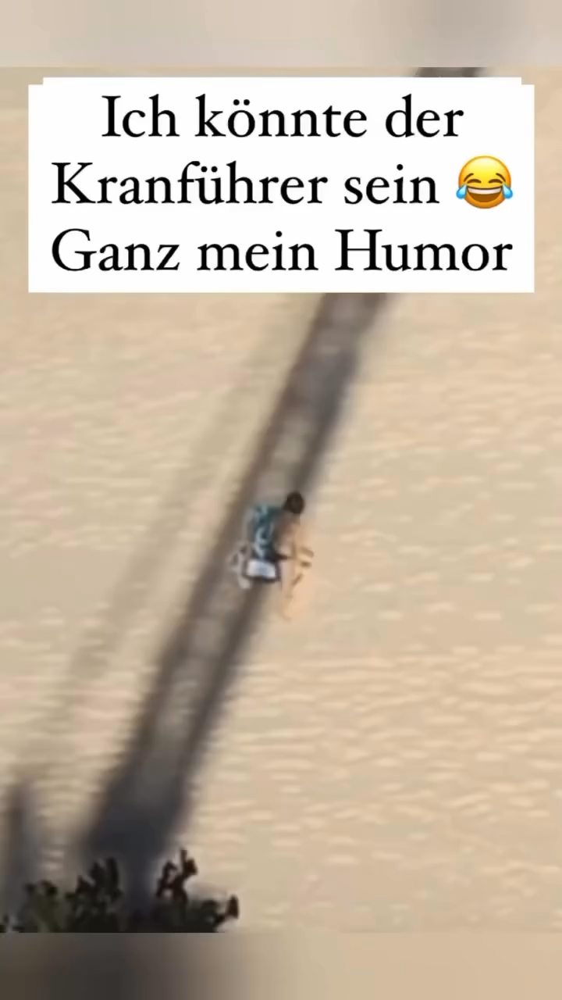 Ich könnte der
Kranführer sein 😂
Ganz mein Humor